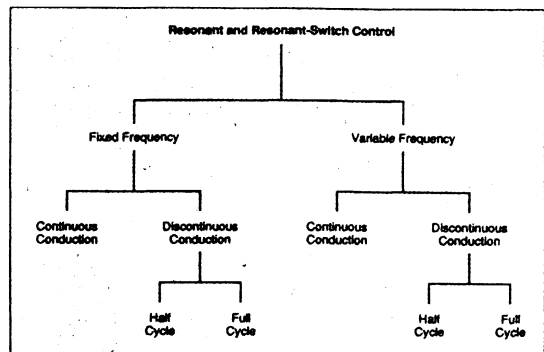 Resonent and Resonant-Switch Control
Fixed Frequency
Variable Frequency
Continuous
Conduction
Discontinuous
Conduction
Continuous
Conduction
Discontinuous
Conduction
Half
Cycle
Full
Cycle
Half
Cycle
Full
Cycle